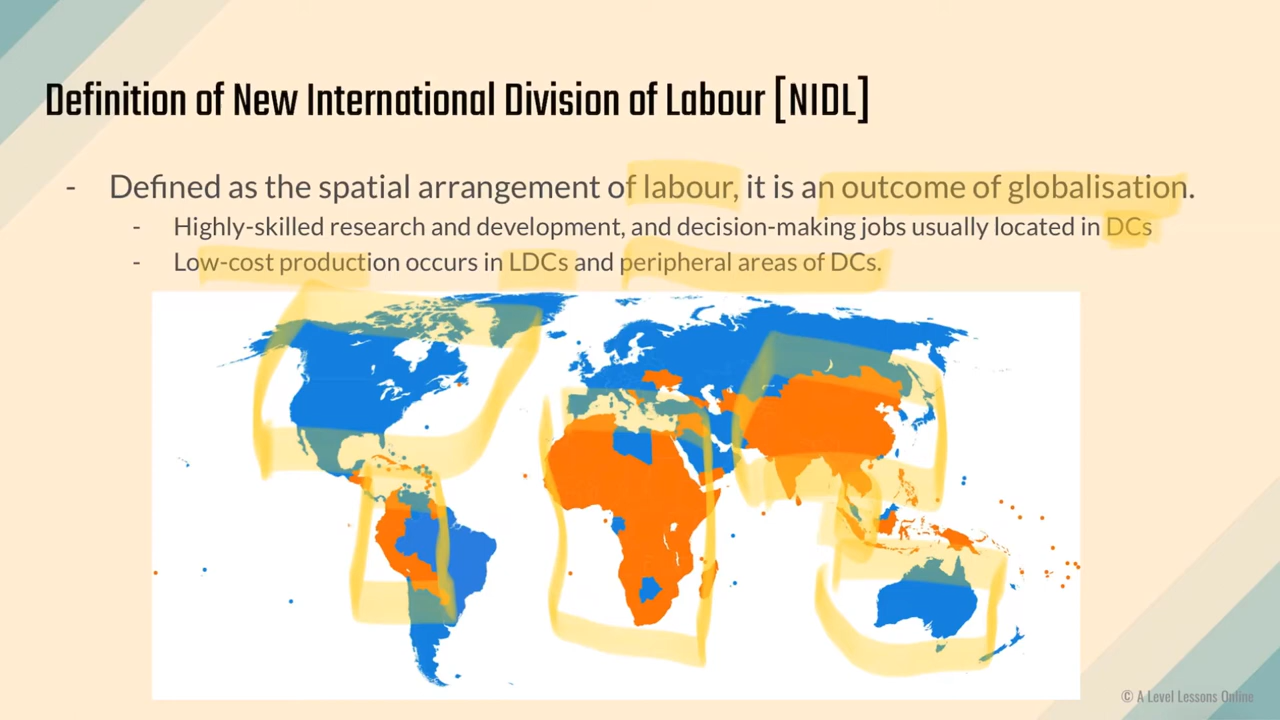 Definition of New International Division of Labour [NIDL]
- Defined as the spatial arrangement of labour, it is an outcome of globalisation.
- Highly-skilled research and development, and decision-making jobs usually located in DCs
- Low-cost production occurs in LDCs and peripheral areas of DCs.
© A Level Lessons Online